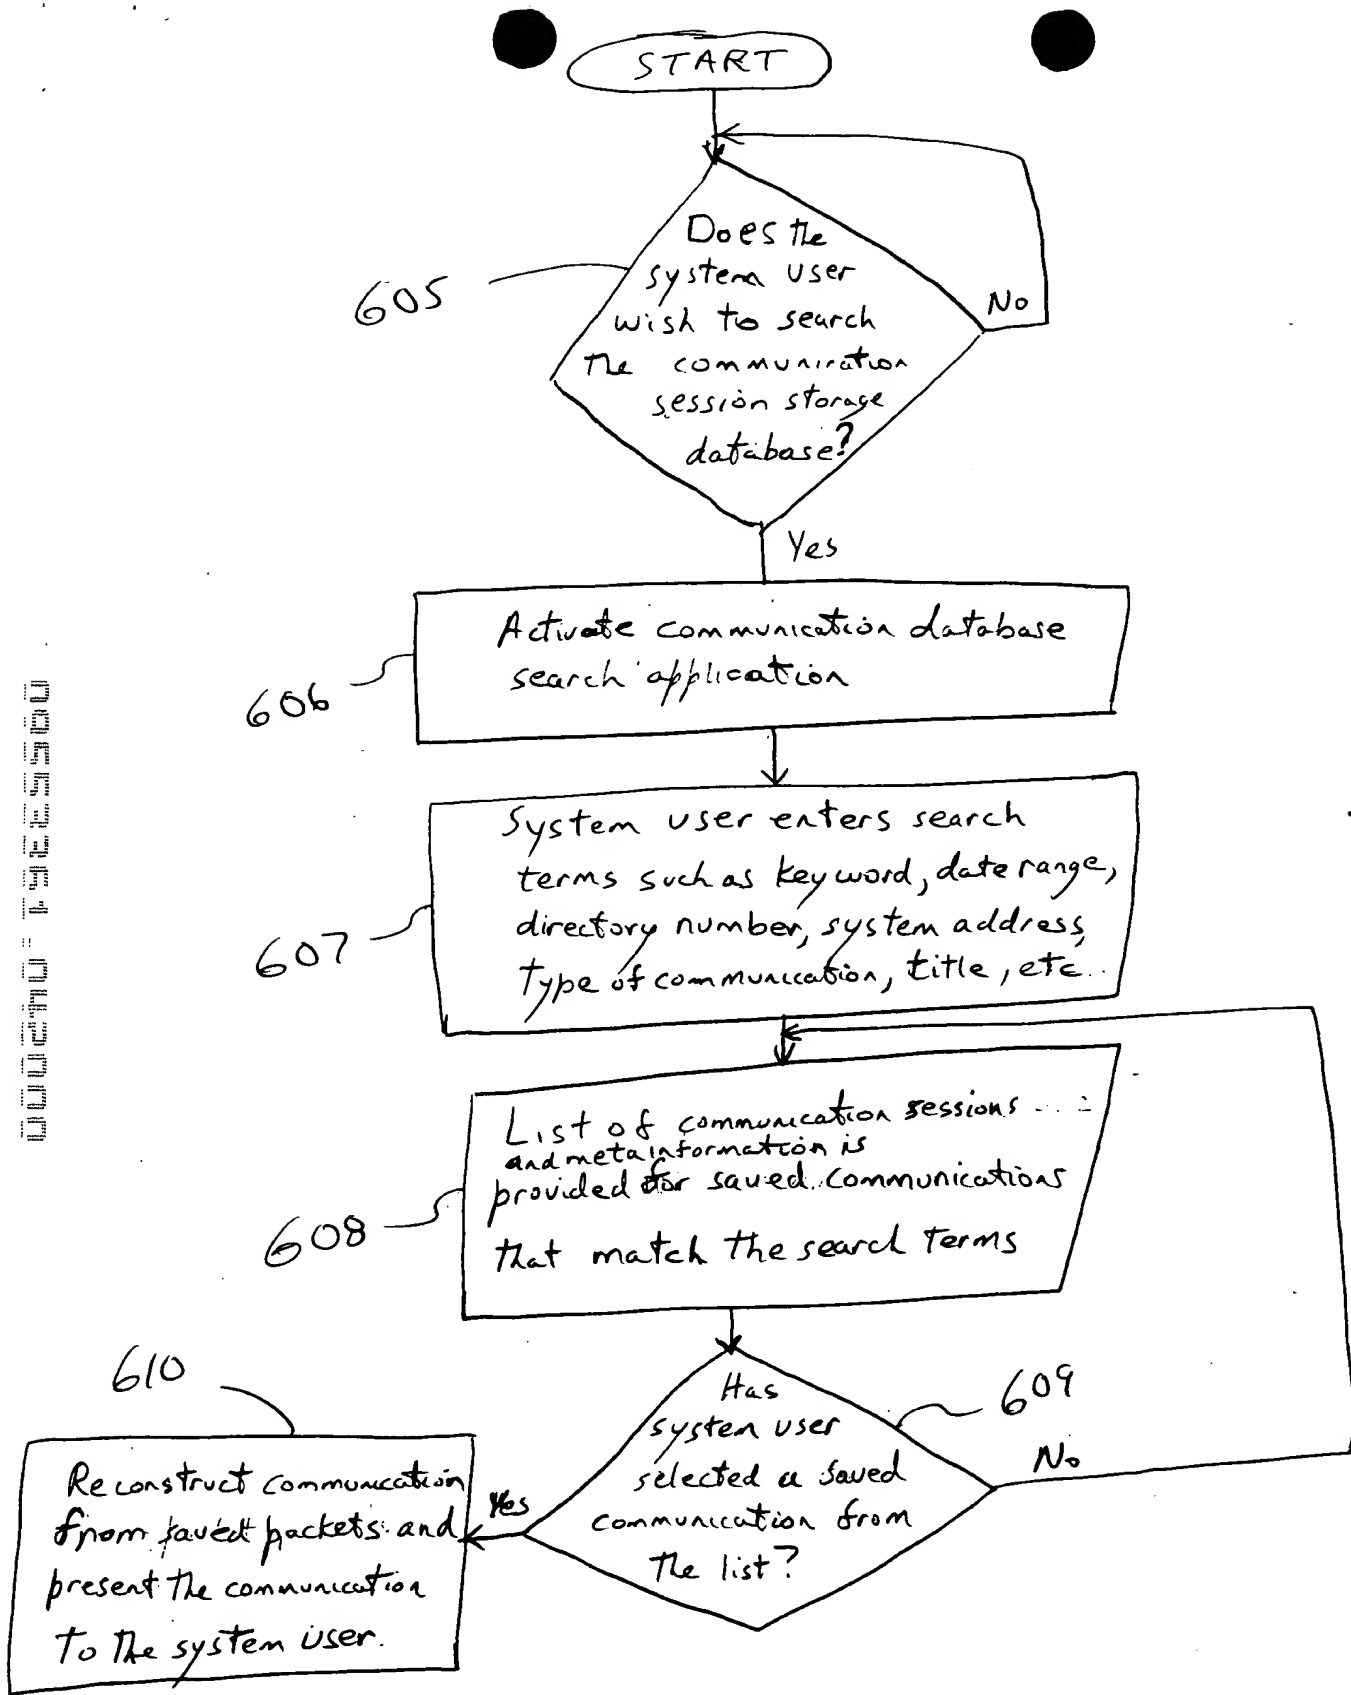 START
Does the
system user
wish to search
the communication
session storage
database?
No
605
Yes
Activate communication database
search application
606
System user enters search
terms such as keyword, date range,
directory number, system address,
type of communication, title, etc..
607
List of communication sessions
and meta information is
provided for saved communications
that match the search terms
608
Has
system user
selected a saved
communication from
the list?
609
No
Yes
610
Reconstruct communication
from saved packets and
present the communication
to the system user.